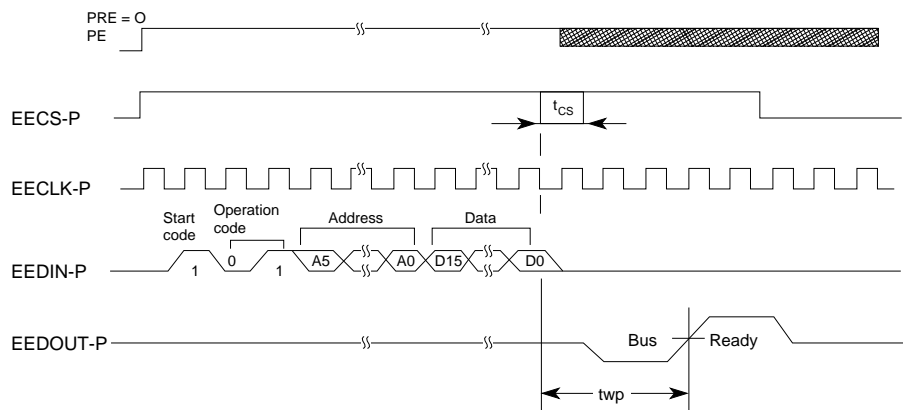 PRE = O
PE
EECS-P
tCS
EECLK-P
Start code
Operation code
Address
Data
EEDIN-P
1
0
1
A5
A0
D15
D0
EEDOUT-P
Bus
Ready
twp